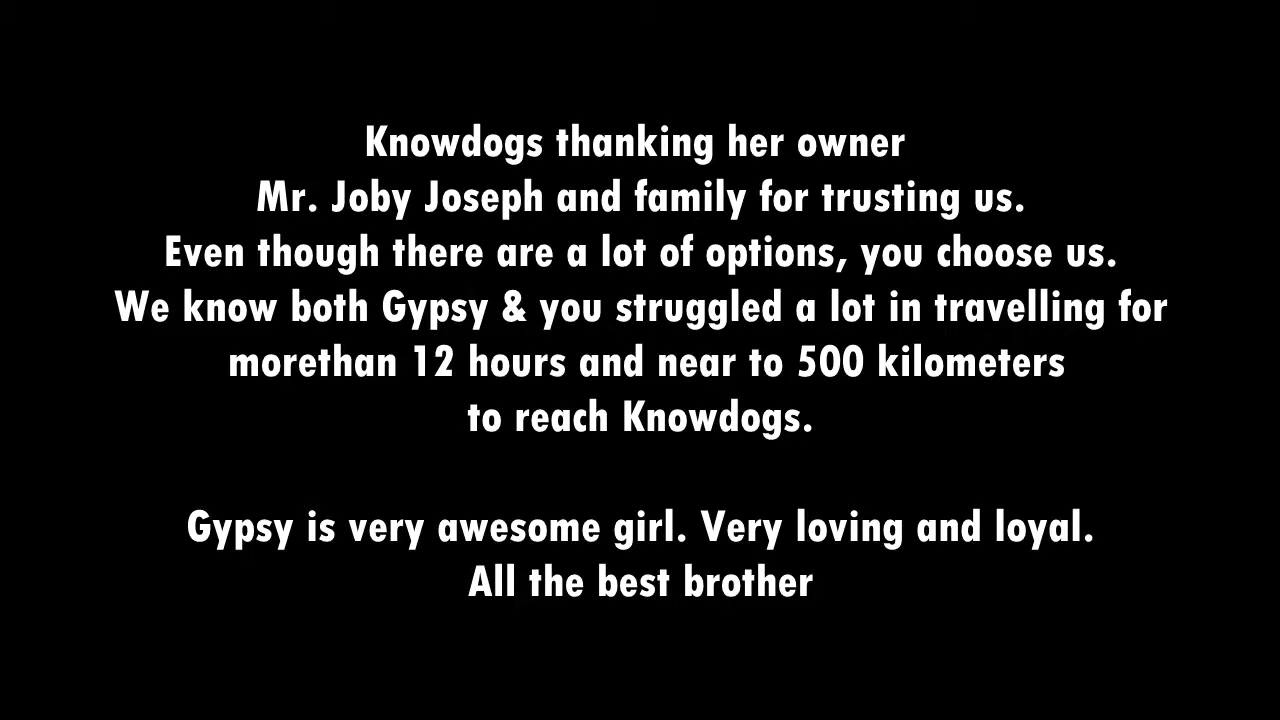 Knowdogs thanking her owner
Mr. Joby Joseph and family for trusting us.
Even though there are a lot of options, you choose us.
We know both Gypsy & you struggled a lot in travelling for
morethan 12 hours and near to 500 kilometers
to reach Knowdogs.
Gypsy is very awesome girl. Very loving and loyal.
All the best brother